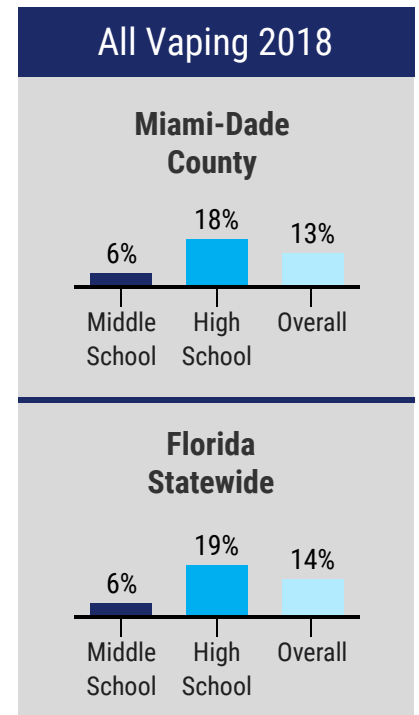 All Vaping 2018
Miami-Dade
County
6%
18%
13%
Middle
School
High
School
Overall
Florida
Statewide
6%
19%
14%
Middle
School
High
School
Overall